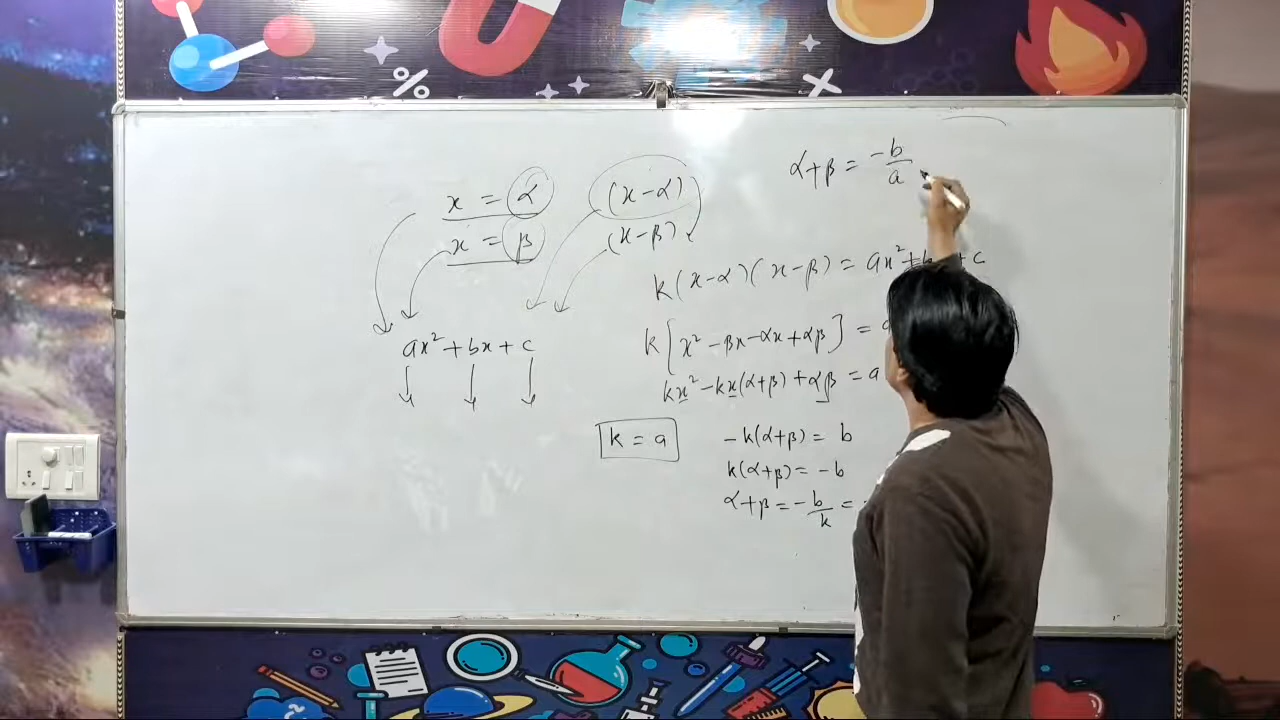 α+β = -b/a
x = α (x-α)
x = β (x-β)
k(x-α)(x-β) = ax²+b +c
ax²+bx+c
k[x²-βx-αx+αβ] =
kx²-kx(α+β)+αβ = a
k = a
-k(α+β) = b
k(α+β) = -b
α+β = -b/k =